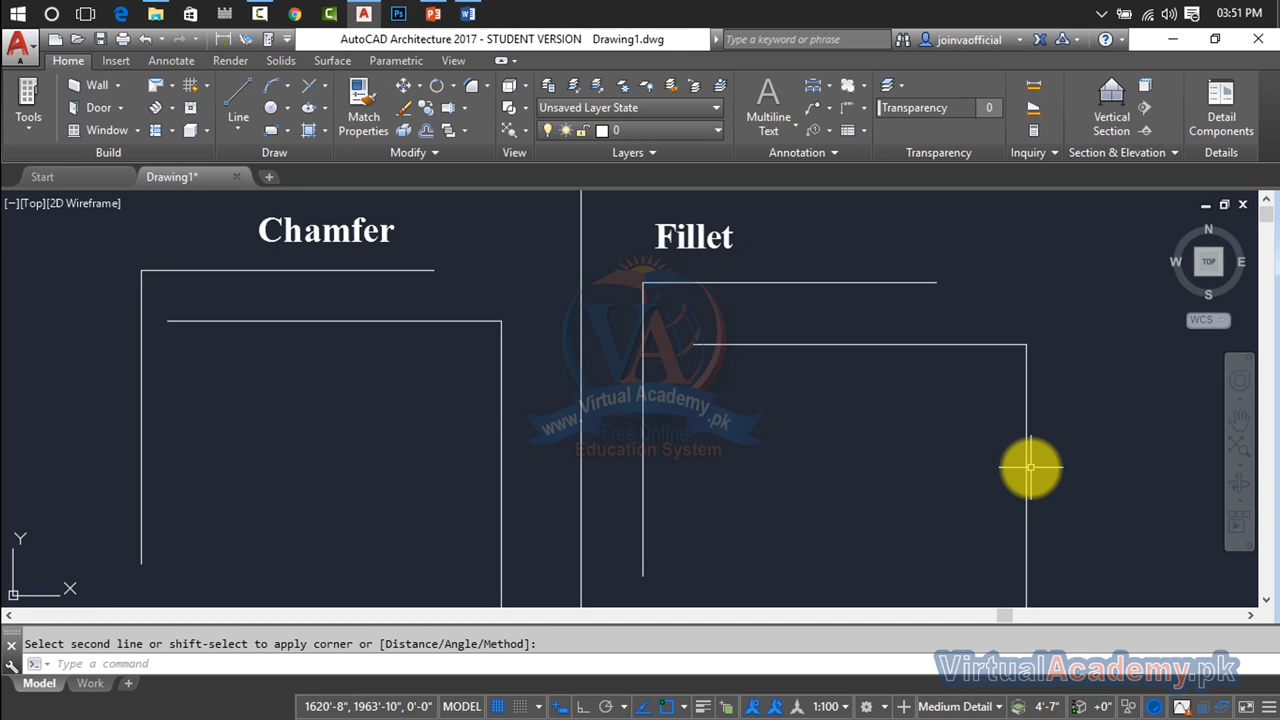 03:51 PM
A
AutoCAD Architecture 2017 - STUDENT VERSION Drawing1.dwg
Type a keyword or phrase
joinvaofficial
Home Insert Annotate Render Solids Surface Parametric View
Tools
Wall
Door
Window
Build
Line
Draw
Match
Properties
Modify
View
Unsaved Layer State
0
Layers
Multiline
Text
Annotation
Transparency 0
Transparency
Inquiry
Vertical
Section
Section & Elevation
Detail
Components
Details
Start
Drawing1*
[−][Top][2D Wireframe]
Chamfer
Fillet
N
W TOP E
S
WCS
VA
www.VirtualAcademy.pk
Free Online
Education System
Y
X
Select second line or shift-select to apply corner or [Distance/Angle/Method]:
Type a command
VirtualAcademy.pk
Model Work
1620'-8", 1963'-10", 0'-0" MODEL 1:100 4'-7" +0" Medium Detail 4'-7"